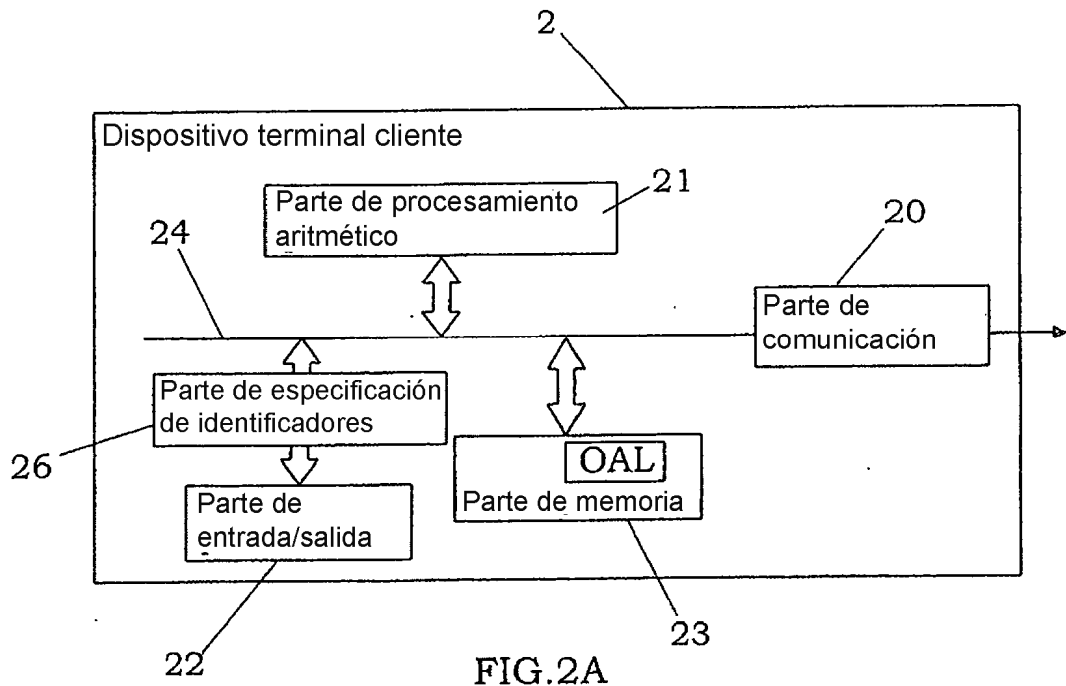 2
Dispositivo terminal cliente
Parte de procesamiento
aritmético
21
24
20
Parte de
comunicación
Parte de especificación
de identificadores
26
OAL
Parte de memoria
Parte de
entrada/salida
22
23
FIG.2A